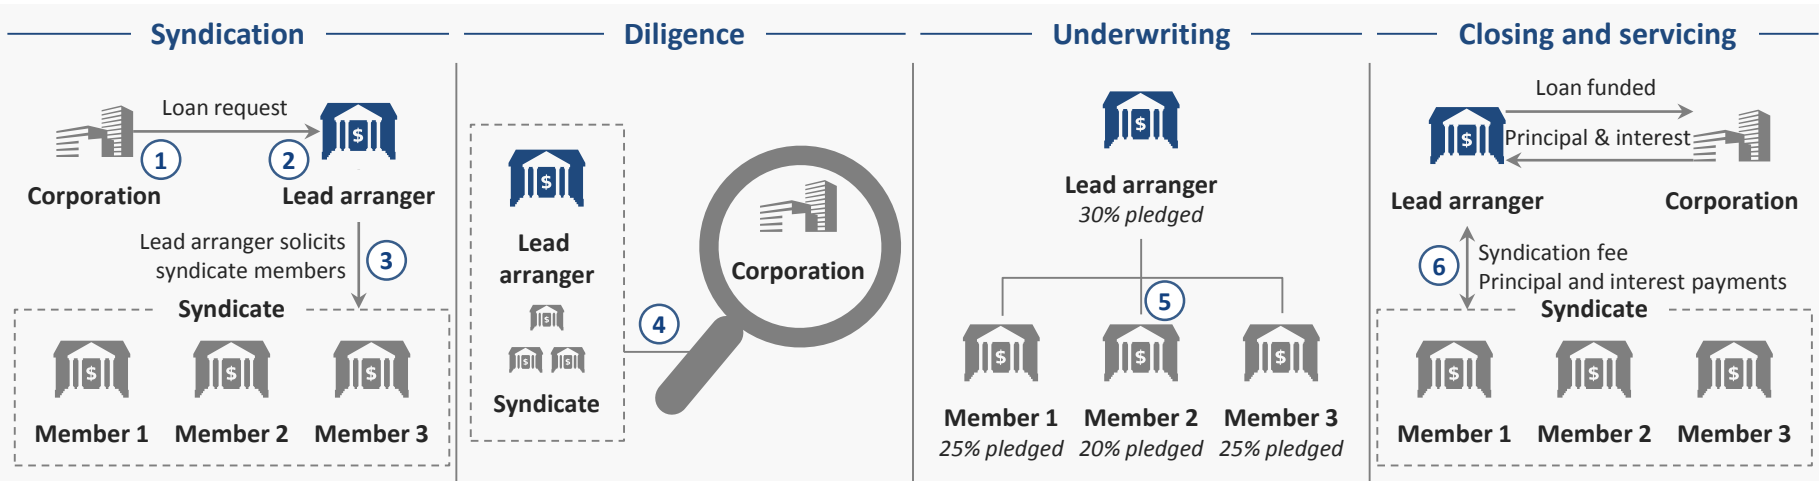 Syndication
Loan request
1
2
Corporation
Lead arranger
Lead arranger solicits
syndicate members
3
Syndicate
$
$
$
$
Member 1
Member 2
Member 3
Diligence
$
Lead
arranger
$
$
$
Syndicate
4
Corporation
Underwriting
$
Lead arranger
30% pledged
5
$
$
$
Member 1
Member 2
Member 3
25% pledged
20% pledged
25% pledged
Closing and servicing
Loan funded
$
Principal & interest
Lead arranger
Corporation
6
Syndication fee
Principal and interest payments
Syndicate
$
$
$
Member 1
Member 2
Member 3